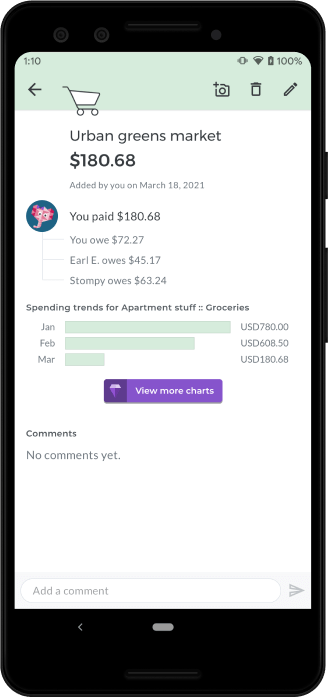 1:10
100%
Urban greens market
$180.68
Added by you on March 18, 2021
You paid $180.68
You owe $72.27
Earl E. owes $45.17
Stompy owes $63.24
Spending trends for Apartment stuff :: Groceries
Jan USD780.00
Feb USD608.50
Mar USD180.68
View more charts
Comments
No comments yet.
Add a comment